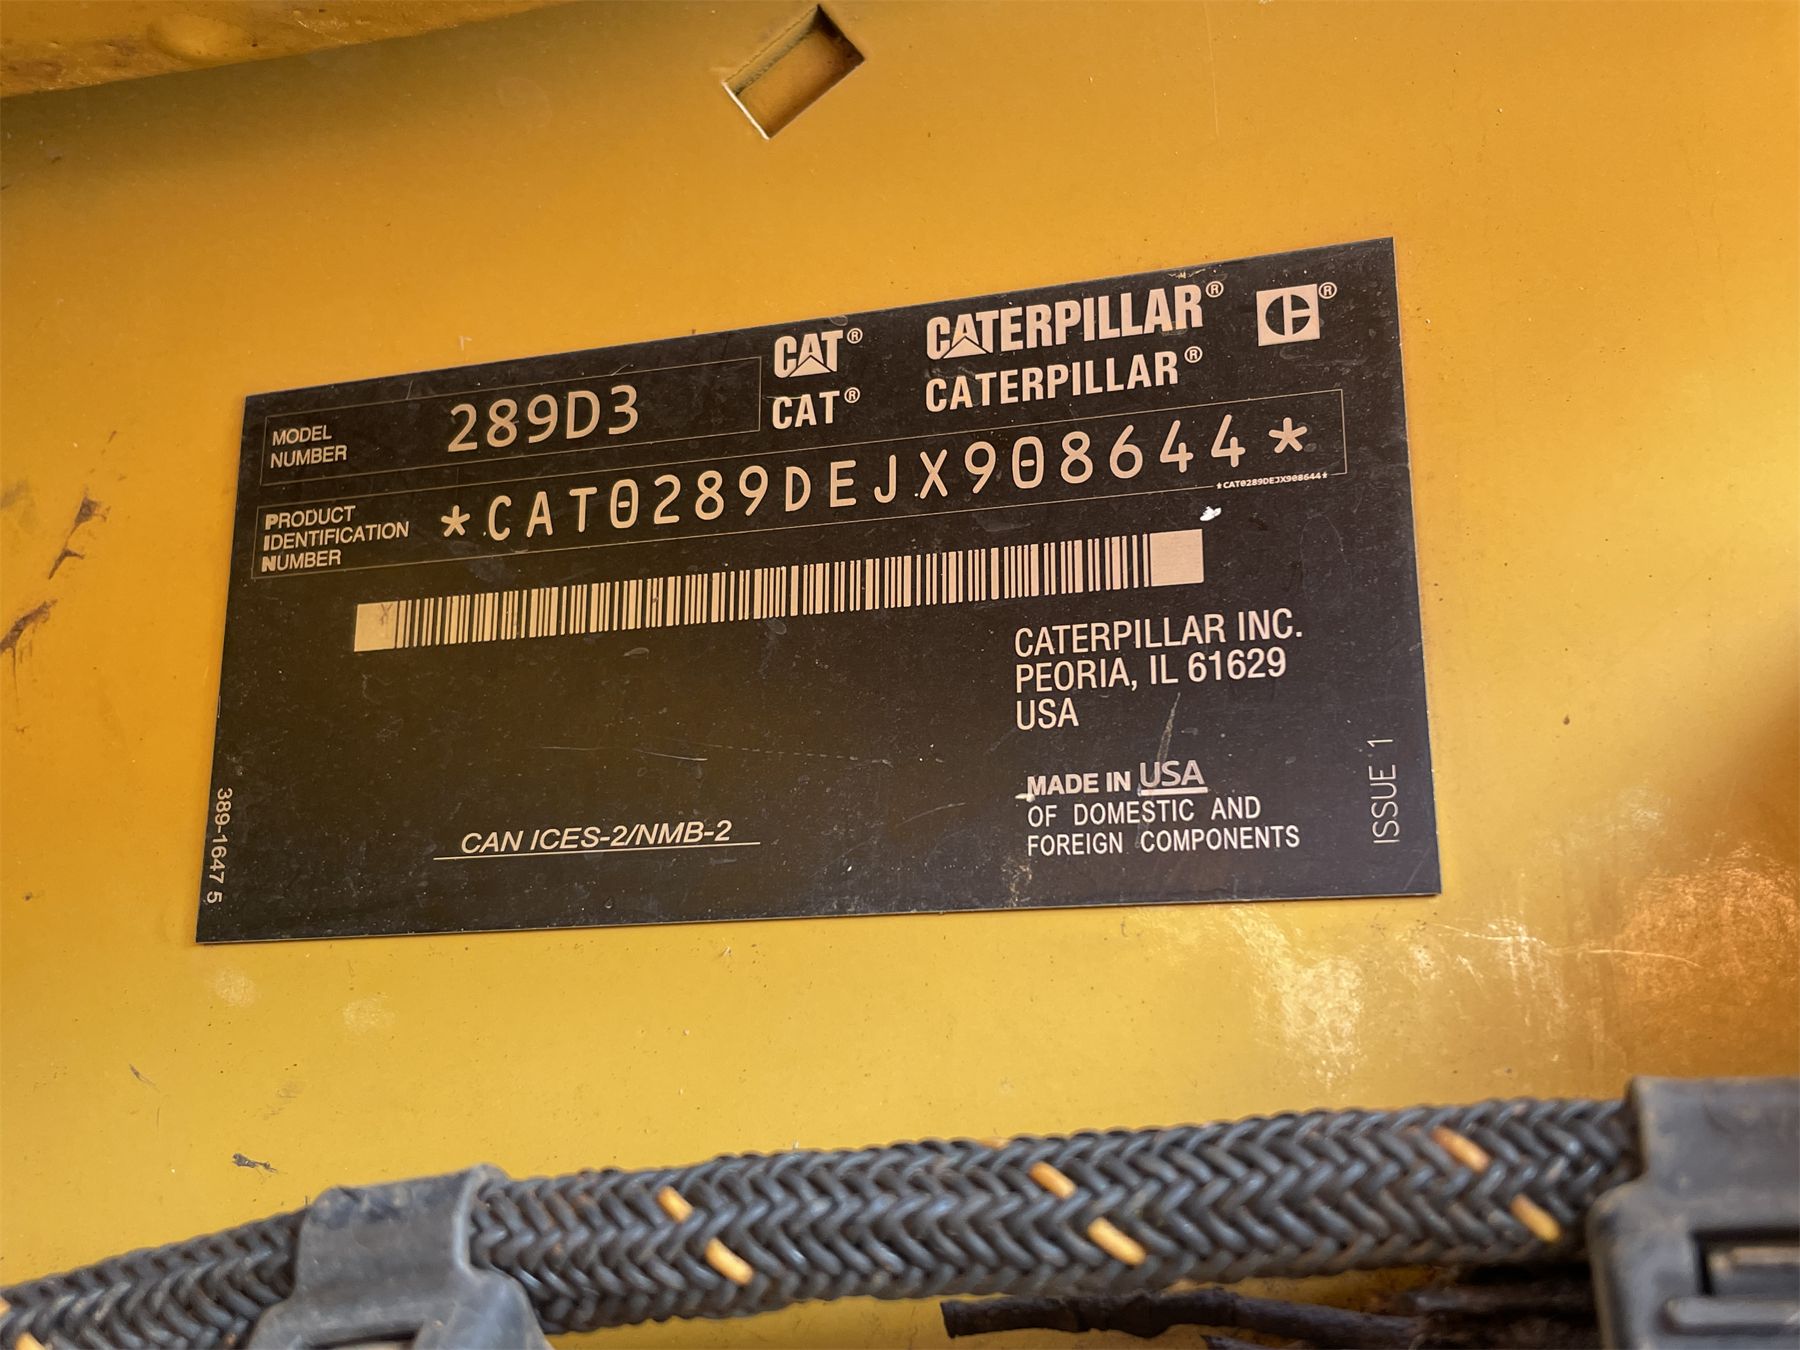 CAT® CATERPILLAR® C®
CAT® CATERPILLAR®
MODEL NUMBER 289D3
PRODUCT IDENTIFICATION NUMBER *CAT0289DEJX908644*
*CAT0289DEJX908644*
CATERPILLAR INC.
PEORIA, IL 61629
USA
MADE IN USA
OF DOMESTIC AND
FOREIGN COMPONENTS
CAN ICES-2/NMB-2
389-1647 5
ISSUE 1